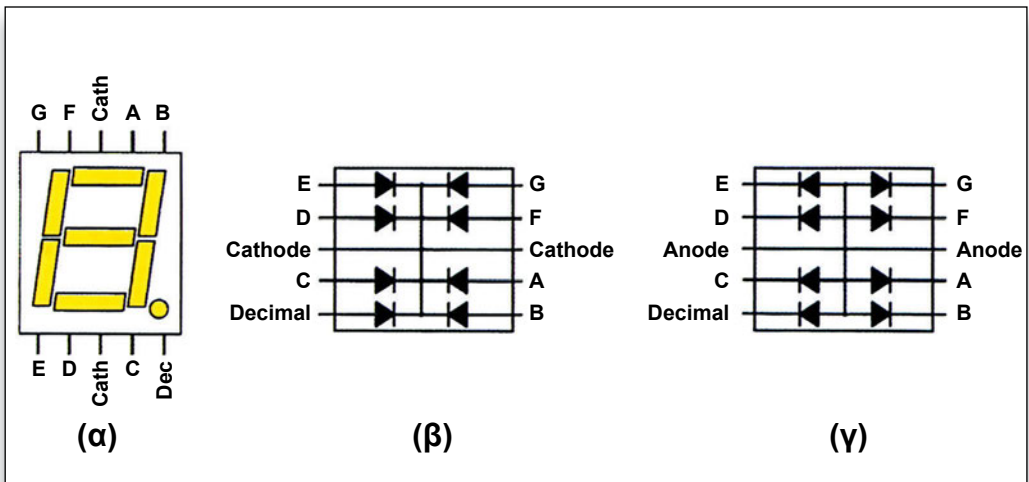 G F Cath A B
E D Cath C Dec
(α)
E G
D F
Cathode Cathode
C A
Decimal B
(β)
E G
D F
Anode Anode
C A
Decimal B
(γ)